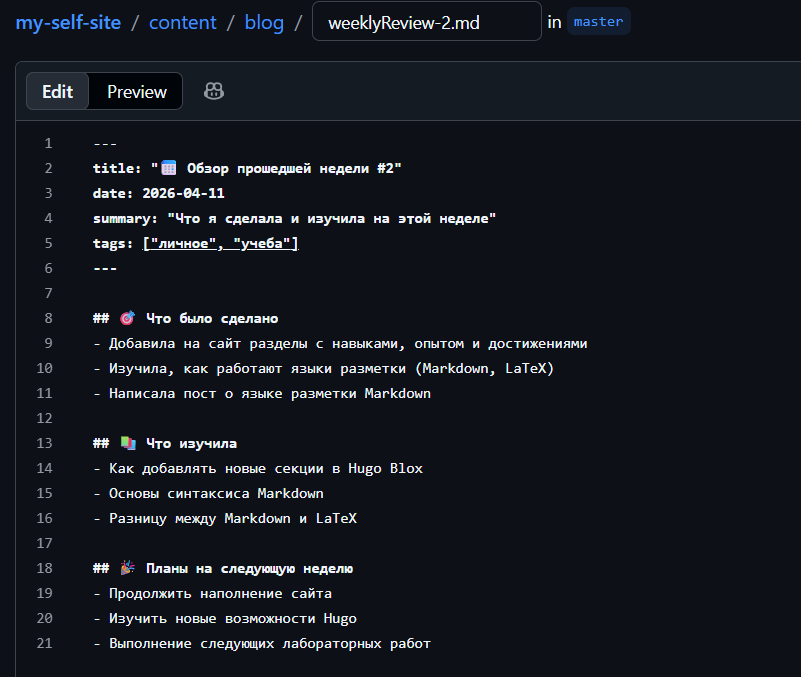 my-self-site / content / blog / weeklyReview-2.md in master
Edit Preview
1 ---
2 title: "📅 Обзор прошедшей недели #2"
3 date: 2026-04-11
4 summary: "Что я сделала и изучила на этой неделе"
5 tags: ["личное", "учеба"]
6 ---
7
8 ## 🎯 Что было сделано
9 - Добавила на сайт разделы с навыками, опытом и достижениями
10 - Изучила, как работают языки разметки (Markdown, LaTeX)
11 - Написала пост о языке разметки Markdown
12
13 ## 📚 Что изучила
14 - Как добавлять новые секции в Hugo Blox
15 - Основы синтаксиса Markdown
16 - Разницу между Markdown и LaTeX
17
18 ## 🎉 Планы на следующую неделю
19 - Продолжить наполнение сайта
20 - Изучить новые возможности Hugo
21 - Выполнение следующих лабораторных работ